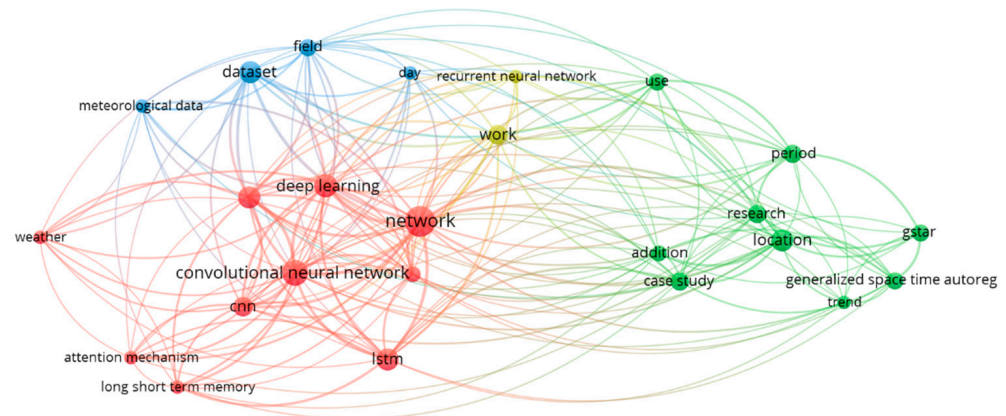 field
dataset
day
recurrent neural network
use
meteorological data
work
period
deep learning
research
network
weather
gstar
location
addition
convolutional neural network
case study
generalized space time autoreg
trend
cnn
attention mechanism
lstm
long short term memory